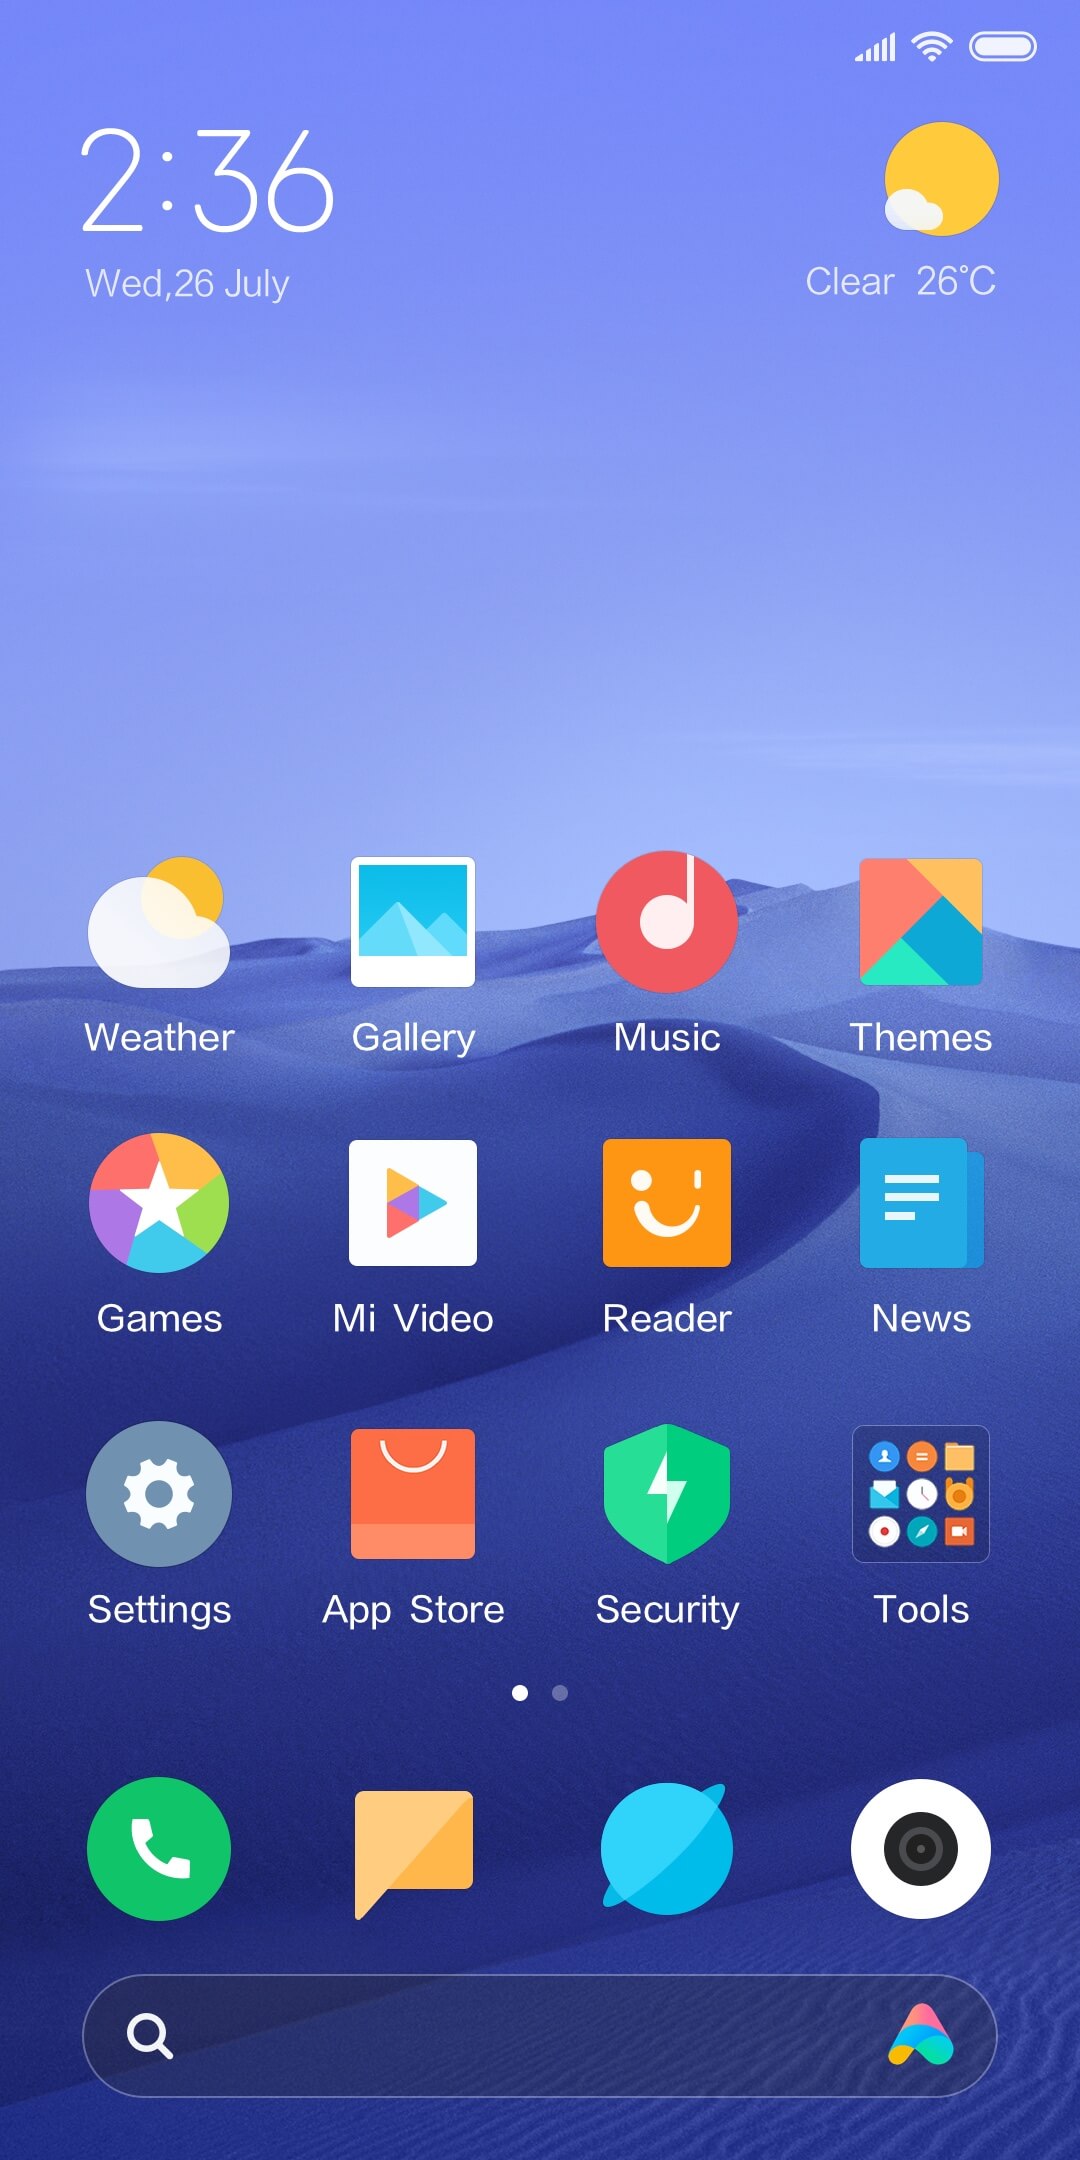 2:36
Wed,26 July
Clear 26°C
Weather Gallery Music Themes
Games Mi Video Reader News
Settings App Store Security Tools